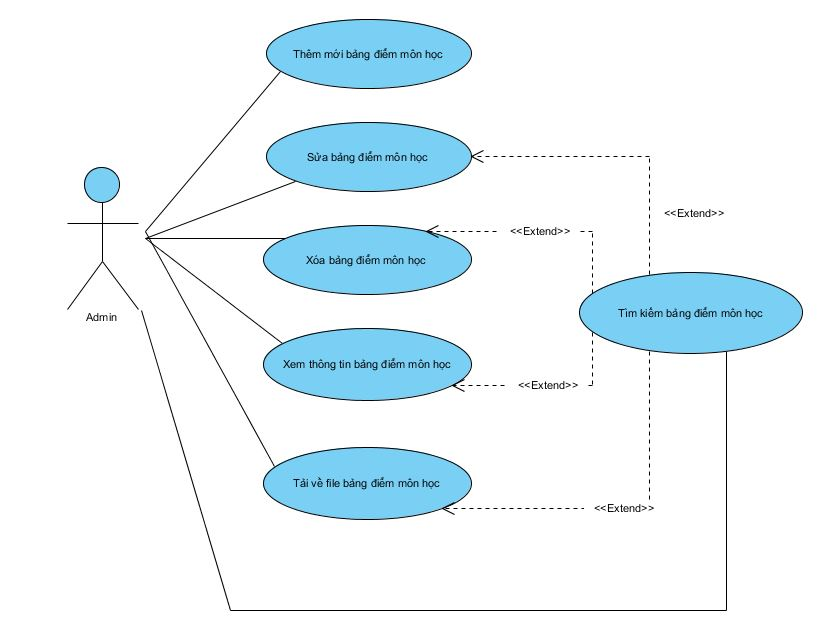 Thêm mới bảng điểm môn học
Sửa bảng điểm môn học
<<Extend>>
<<Extend>>
Xóa bảng điểm môn học
Tìm kiếm bảng điểm môn học
Admin
Xem thông tin bảng điểm môn học
<<Extend>>
Tải về file bảng điểm môn học
<<Extend>>